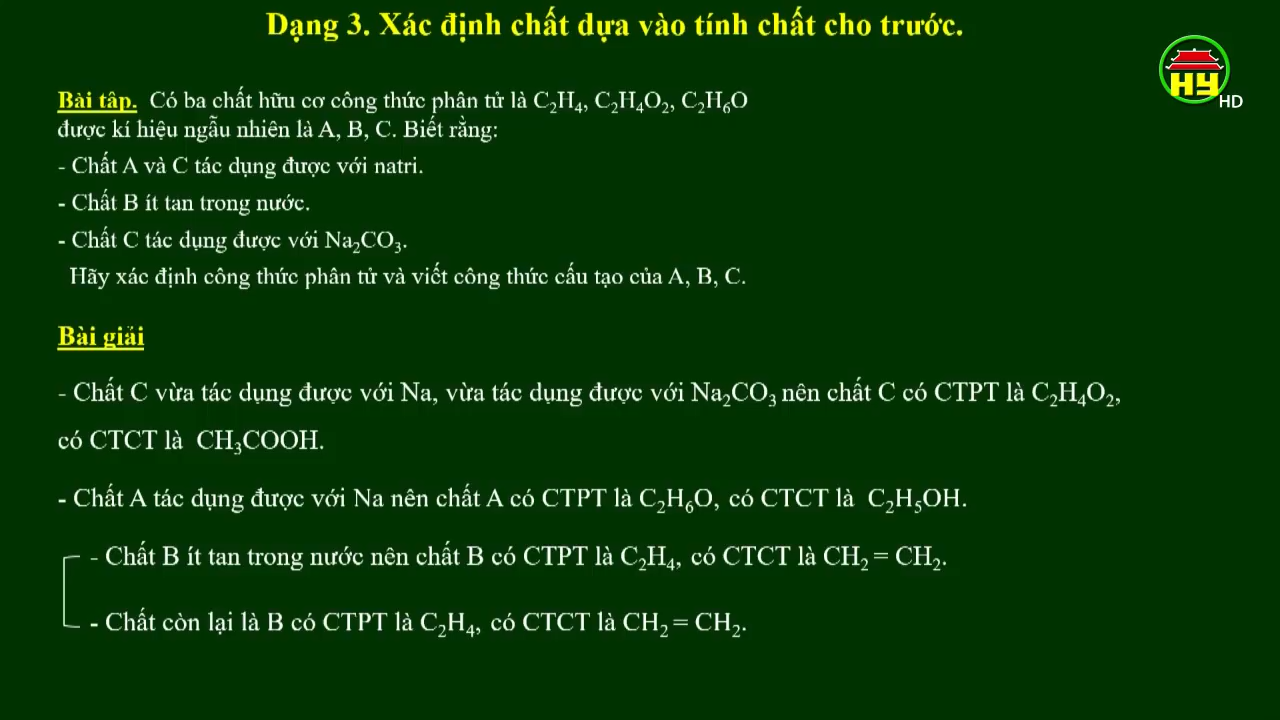 Dạng 3. Xác định chất dựa vào tính chất cho trước.
HY
HD
Bài tập. Có ba chất hữu cơ công thức phân tử là C₂H₄, C₂H₄O₂, C₂H₆O
được kí hiệu ngẫu nhiên là A, B, C. Biết rằng:
- Chất A và C tác dụng được với natri.
- Chất B ít tan trong nước.
- Chất C tác dụng được với Na₂CO₃.
Hãy xác định công thức phân tử và viết công thức cấu tạo của A, B, C.
Bài giải
- Chất C vừa tác dụng được với Na, vừa tác dụng được với Na₂CO₃ nên chất C có CTPT là C₂H₄O₂,
có CTCT là CH₃COOH.
- Chất A tác dụng được với Na nên chất A có CTPT là C₂H₆O, có CTCT là C₂H₅OH.
- Chất B ít tan trong nước nên chất B có CTPT là C₂H₄, có CTCT là CH₂ = CH₂.
- Chất còn lại là B có CTPT là C₂H₄, có CTCT là CH₂ = CH₂.